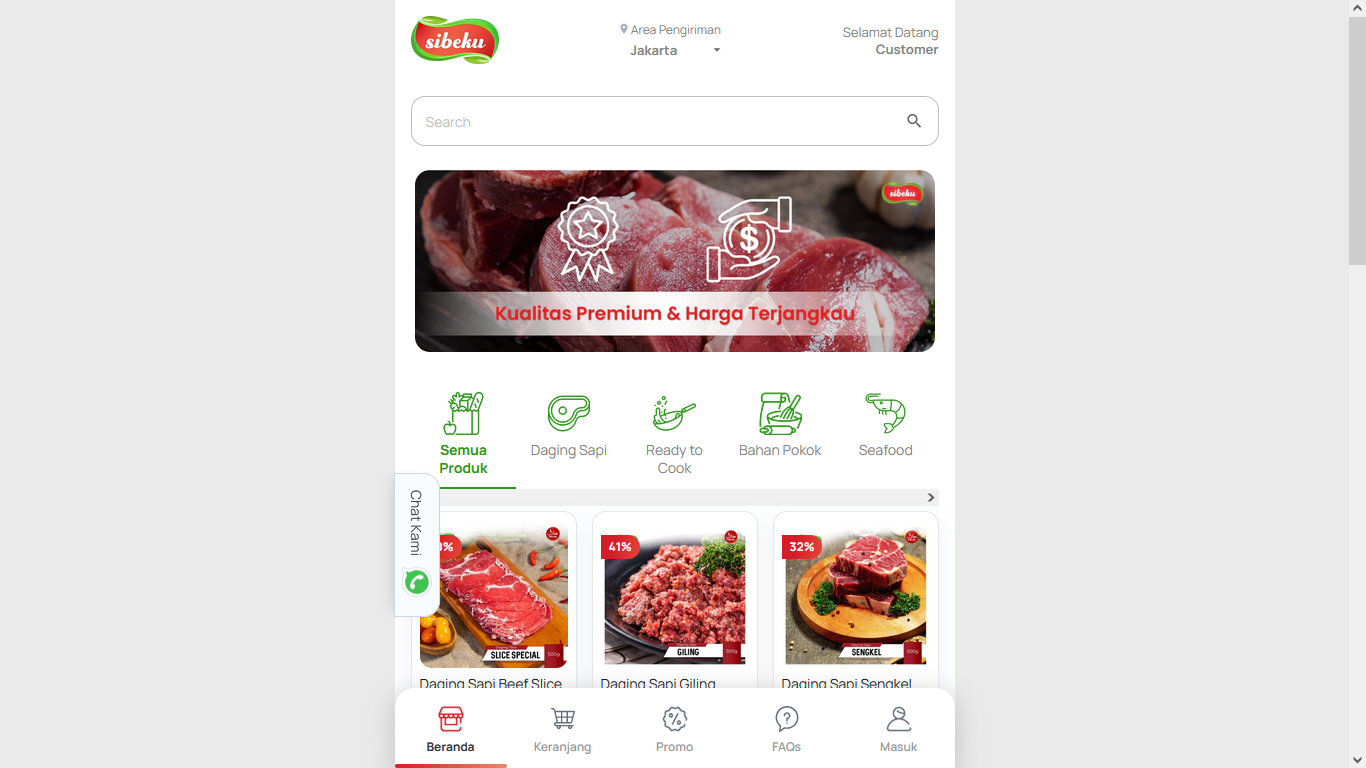 sibeku
Area Pengiriman
Jakarta
Selamat Datang
Customer
Search
sibeku
Kualitas Premium & Harga Terjangkau
Semua
Produk
Daging Sapi
Ready to
Cook
Bahan Pokok
Seafood
Chat Kami
41%
32%
SLICE SPECIAL
500g
GILING
500g
SENGKEL
500g
Daging Sapi Beef Slice
Daging Sapi Giling
Daging Sapi Sengkel
Beranda
Keranjang
Promo
FAQs
Masuk